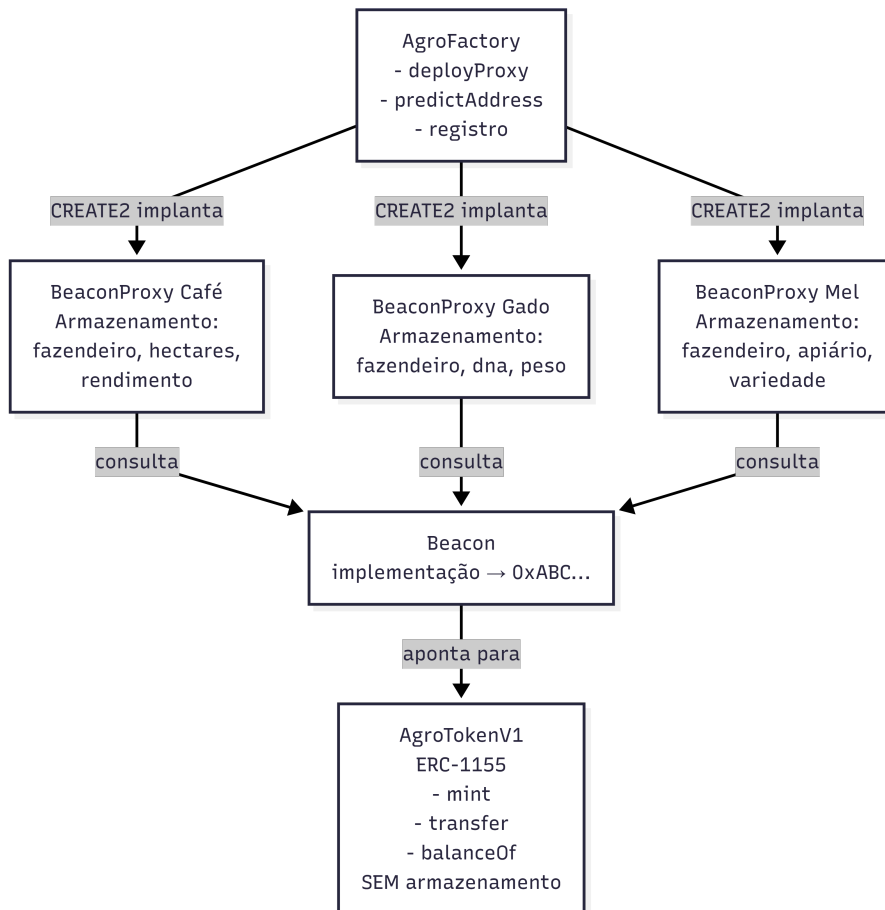 AgroFactory
- deployProxy
- predictAddress
- registro
CREATE2 implanta
CREATE2 implanta
CREATE2 implanta
BeaconProxy Café
Armazenamento:
fazendeiro, hectares,
rendimento
BeaconProxy Gado
Armazenamento:
fazendeiro, dna, peso
BeaconProxy Mel
Armazenamento:
fazendeiro, apiário,
variedade
consulta
consulta
consulta
Beacon
implementação → 0xABC...
aponta para
AgroTokenV1
ERC-1155
- mint
- transfer
- balanceOf
SEM armazenamento